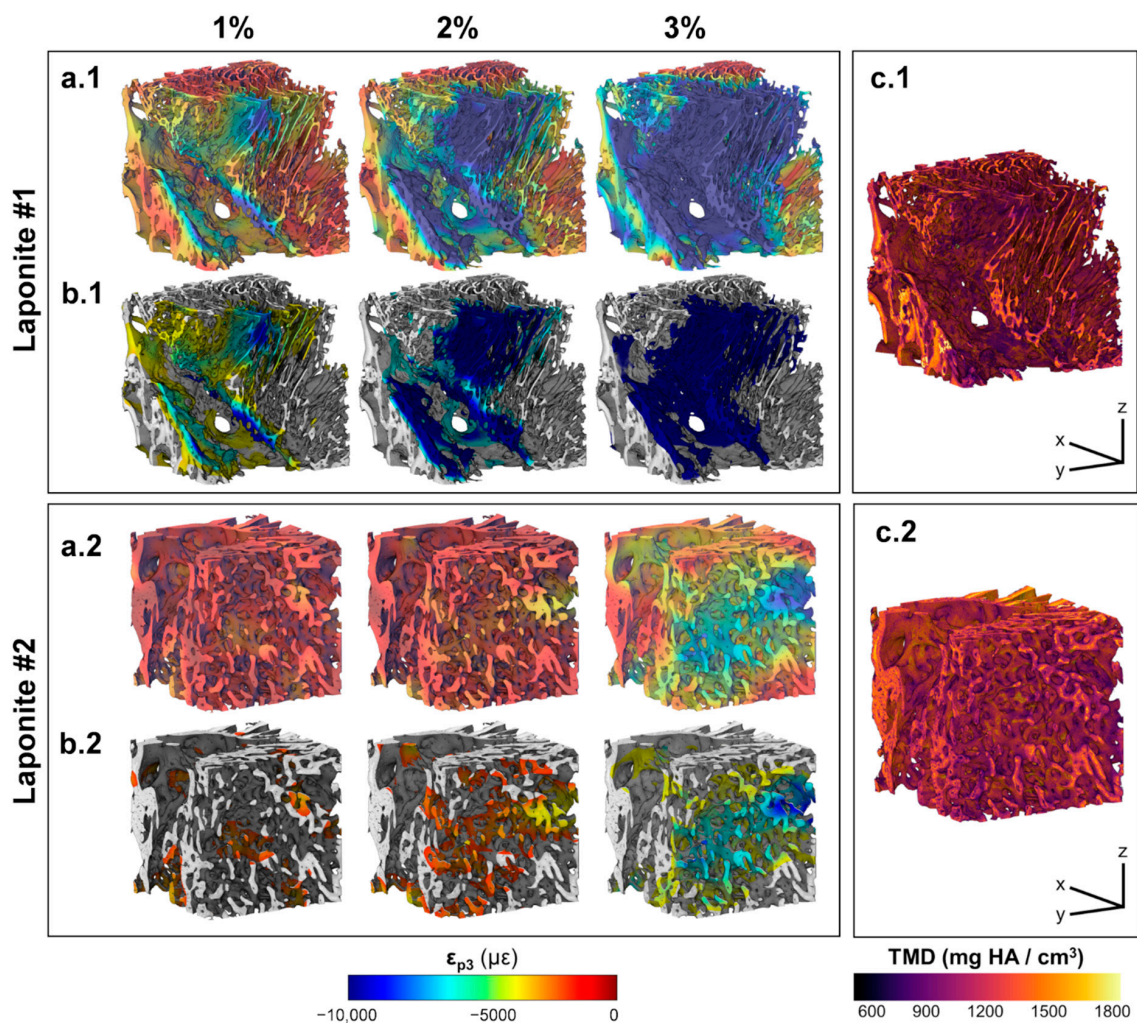 1% 2% 3%
Laponite #1
a.1
b.1
c.1
z
x
y
Laponite #2
a.2
b.2
c.2
z
x
y
εp3 (με)
−10,000 −5000 0
TMD (mg HA / cm³)
600 900 1200 1500 1800